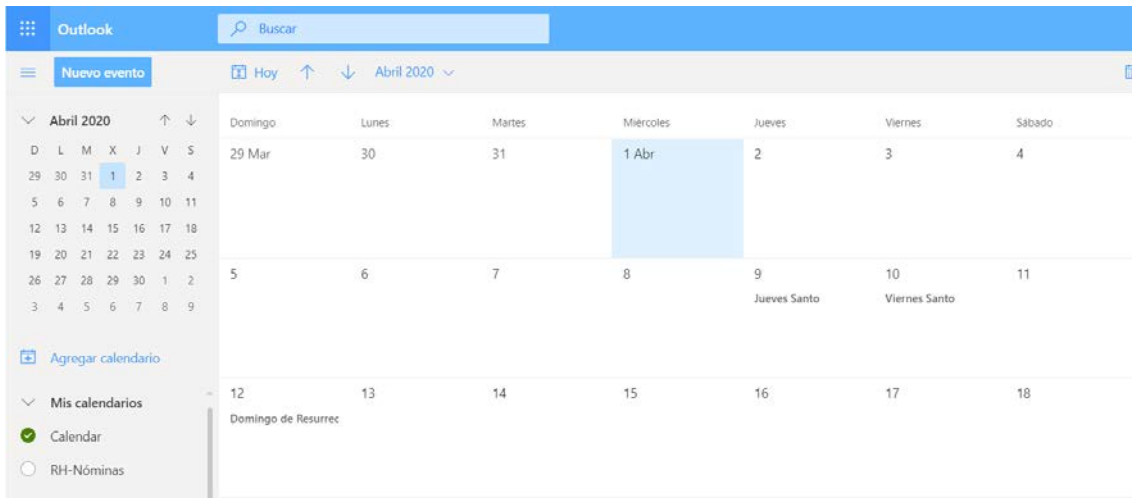 Outlook
Buscar
Nuevo evento
Hoy
Abril 2020
Abril 2020
D L M X J V S
29 30 31 1 2 3 4
5 6 7 8 9 10 11
12 13 14 15 16 17 18
19 20 21 22 23 24 25
26 27 28 29 30 1 2
3 4 5 6 7 8 9
Agregar calendario
Mis calendarios
Calendar
RH-Nóminas
Domingo Lunes Martes Miércoles Jueves Viernes Sábado
29 Mar 30 31 1 Abr 2 3 4
5 6 7 8 9 10 11
Jueves Santo Viernes Santo
12 13 14 15 16 17 18
Domingo de Resurrec